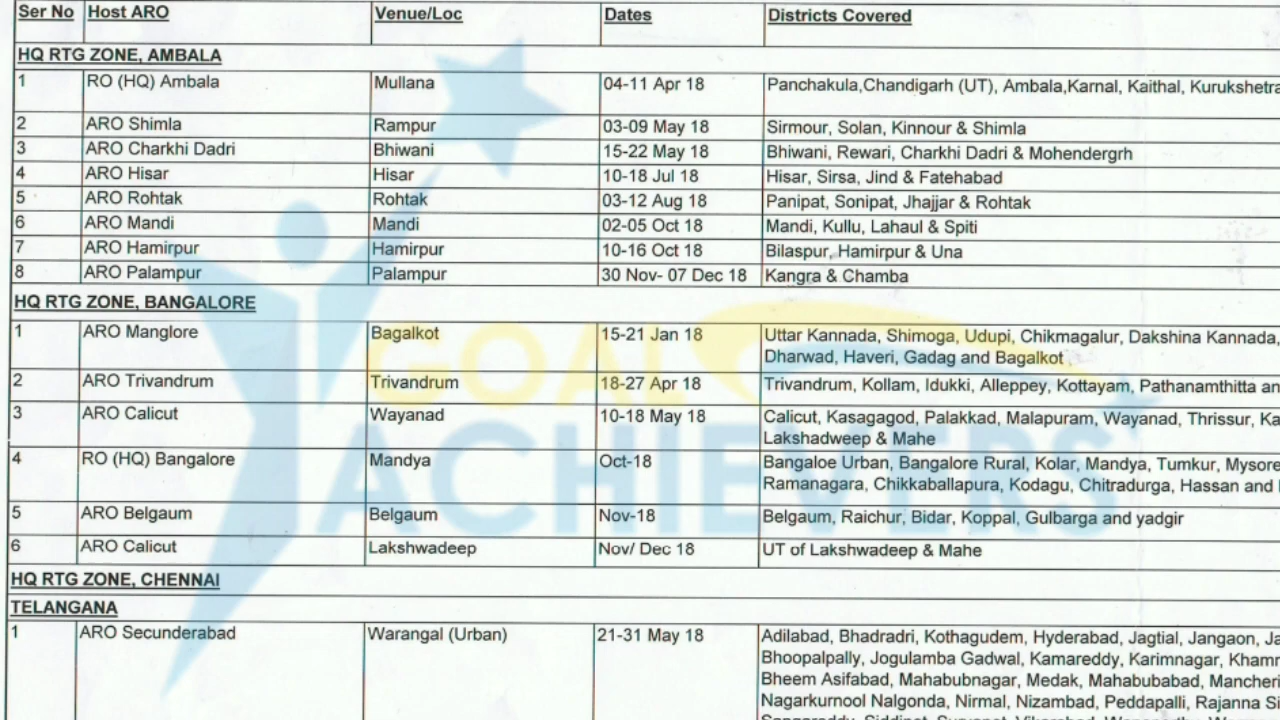 Ser No Host ARO Venue/Loc Dates Districts Covered
HQ RTG ZONE, AMBALA
1 RO (HQ) Ambala Mullana 04-11 Apr 18 Panchakula,Chandigarh (UT), Ambala,Karnal, Kaithal, Kurukshetra
2 ARO Shimla Rampur 03-09 May 18 Sirmour, Solan, Kinnour & Shimla
3 ARO Charkhi Dadri Bhiwani 15-22 May 18 Bhiwani, Rewari, Charkhi Dadri & Mohendergrh
4 ARO Hisar Hisar 10-18 Jul 18 Hisar, Sirsa, Jind & Fatehabad
5 ARO Rohtak Rohtak 03-12 Aug 18 Panipat, Sonipat, Jhajjar & Rohtak
6 ARO Mandi Mandi 02-05 Oct 18 Mandi, Kullu, Lahaul & Spiti
7 ARO Hamirpur Hamirpur 10-16 Oct 18 Bilaspur, Hamirpur & Una
8 ARO Palampur Palampur 30 Nov- 07 Dec 18 Kangra & Chamba
HQ RTG ZONE, BANGALORE
1 ARO Manglore Bagalkot 15-21 Jan 18 Uttar Kannada, Shimoga, Udupi, Chikmagalur, Dakshina Kannada,
Dharwad, Haveri, Gadag and Bagalkot
2 ARO Trivandrum Trivandrum 18-27 Apr 18 Trivandrum, Kollam, Idukki, Alleppey, Kottayam, Pathanamthitta an
3 ARO Calicut Wayanad 10-18 May 18 Calicut, Kasagagod, Palakkad, Malapuram, Wayanad, Thrissur, Ka
Lakshadweep & Mahe
4 RO (HQ) Bangalore Mandya Oct-18 Bangaloe Urban, Bangalore Rural, Kolar, Mandya, Tumkur, Mysore
Ramanagara, Chikkaballapura, Kodagu, Chitradurga, Hassan and
5 ARO Belgaum Belgaum Nov-18 Belgaum, Raichur, Bidar, Koppal, Gulbarga and yadgir
6 ARO Calicut Lakshwadeep Nov/ Dec 18 UT of Lakshwadeep & Mahe
HQ RTG ZONE, CHENNAI
TELANGANA
1 ARO Secunderabad Warangal (Urban) 21-31 May 18 Adilabad, Bhadradri, Kothagudem, Hyderabad, Jagtial, Jangaon, Ja
Bhoopalpally, Jogulamba Gadwal, Kamareddy, Karimnagar, Khamm
Bheem Asifabad, Mahabubnagar, Medak, Mahabubabad, Mancheri
Nagarkurnool Nalgonda, Nirmal, Nizambad, Peddapalli, Rajanna Si
GOAL
ACHIEVERS